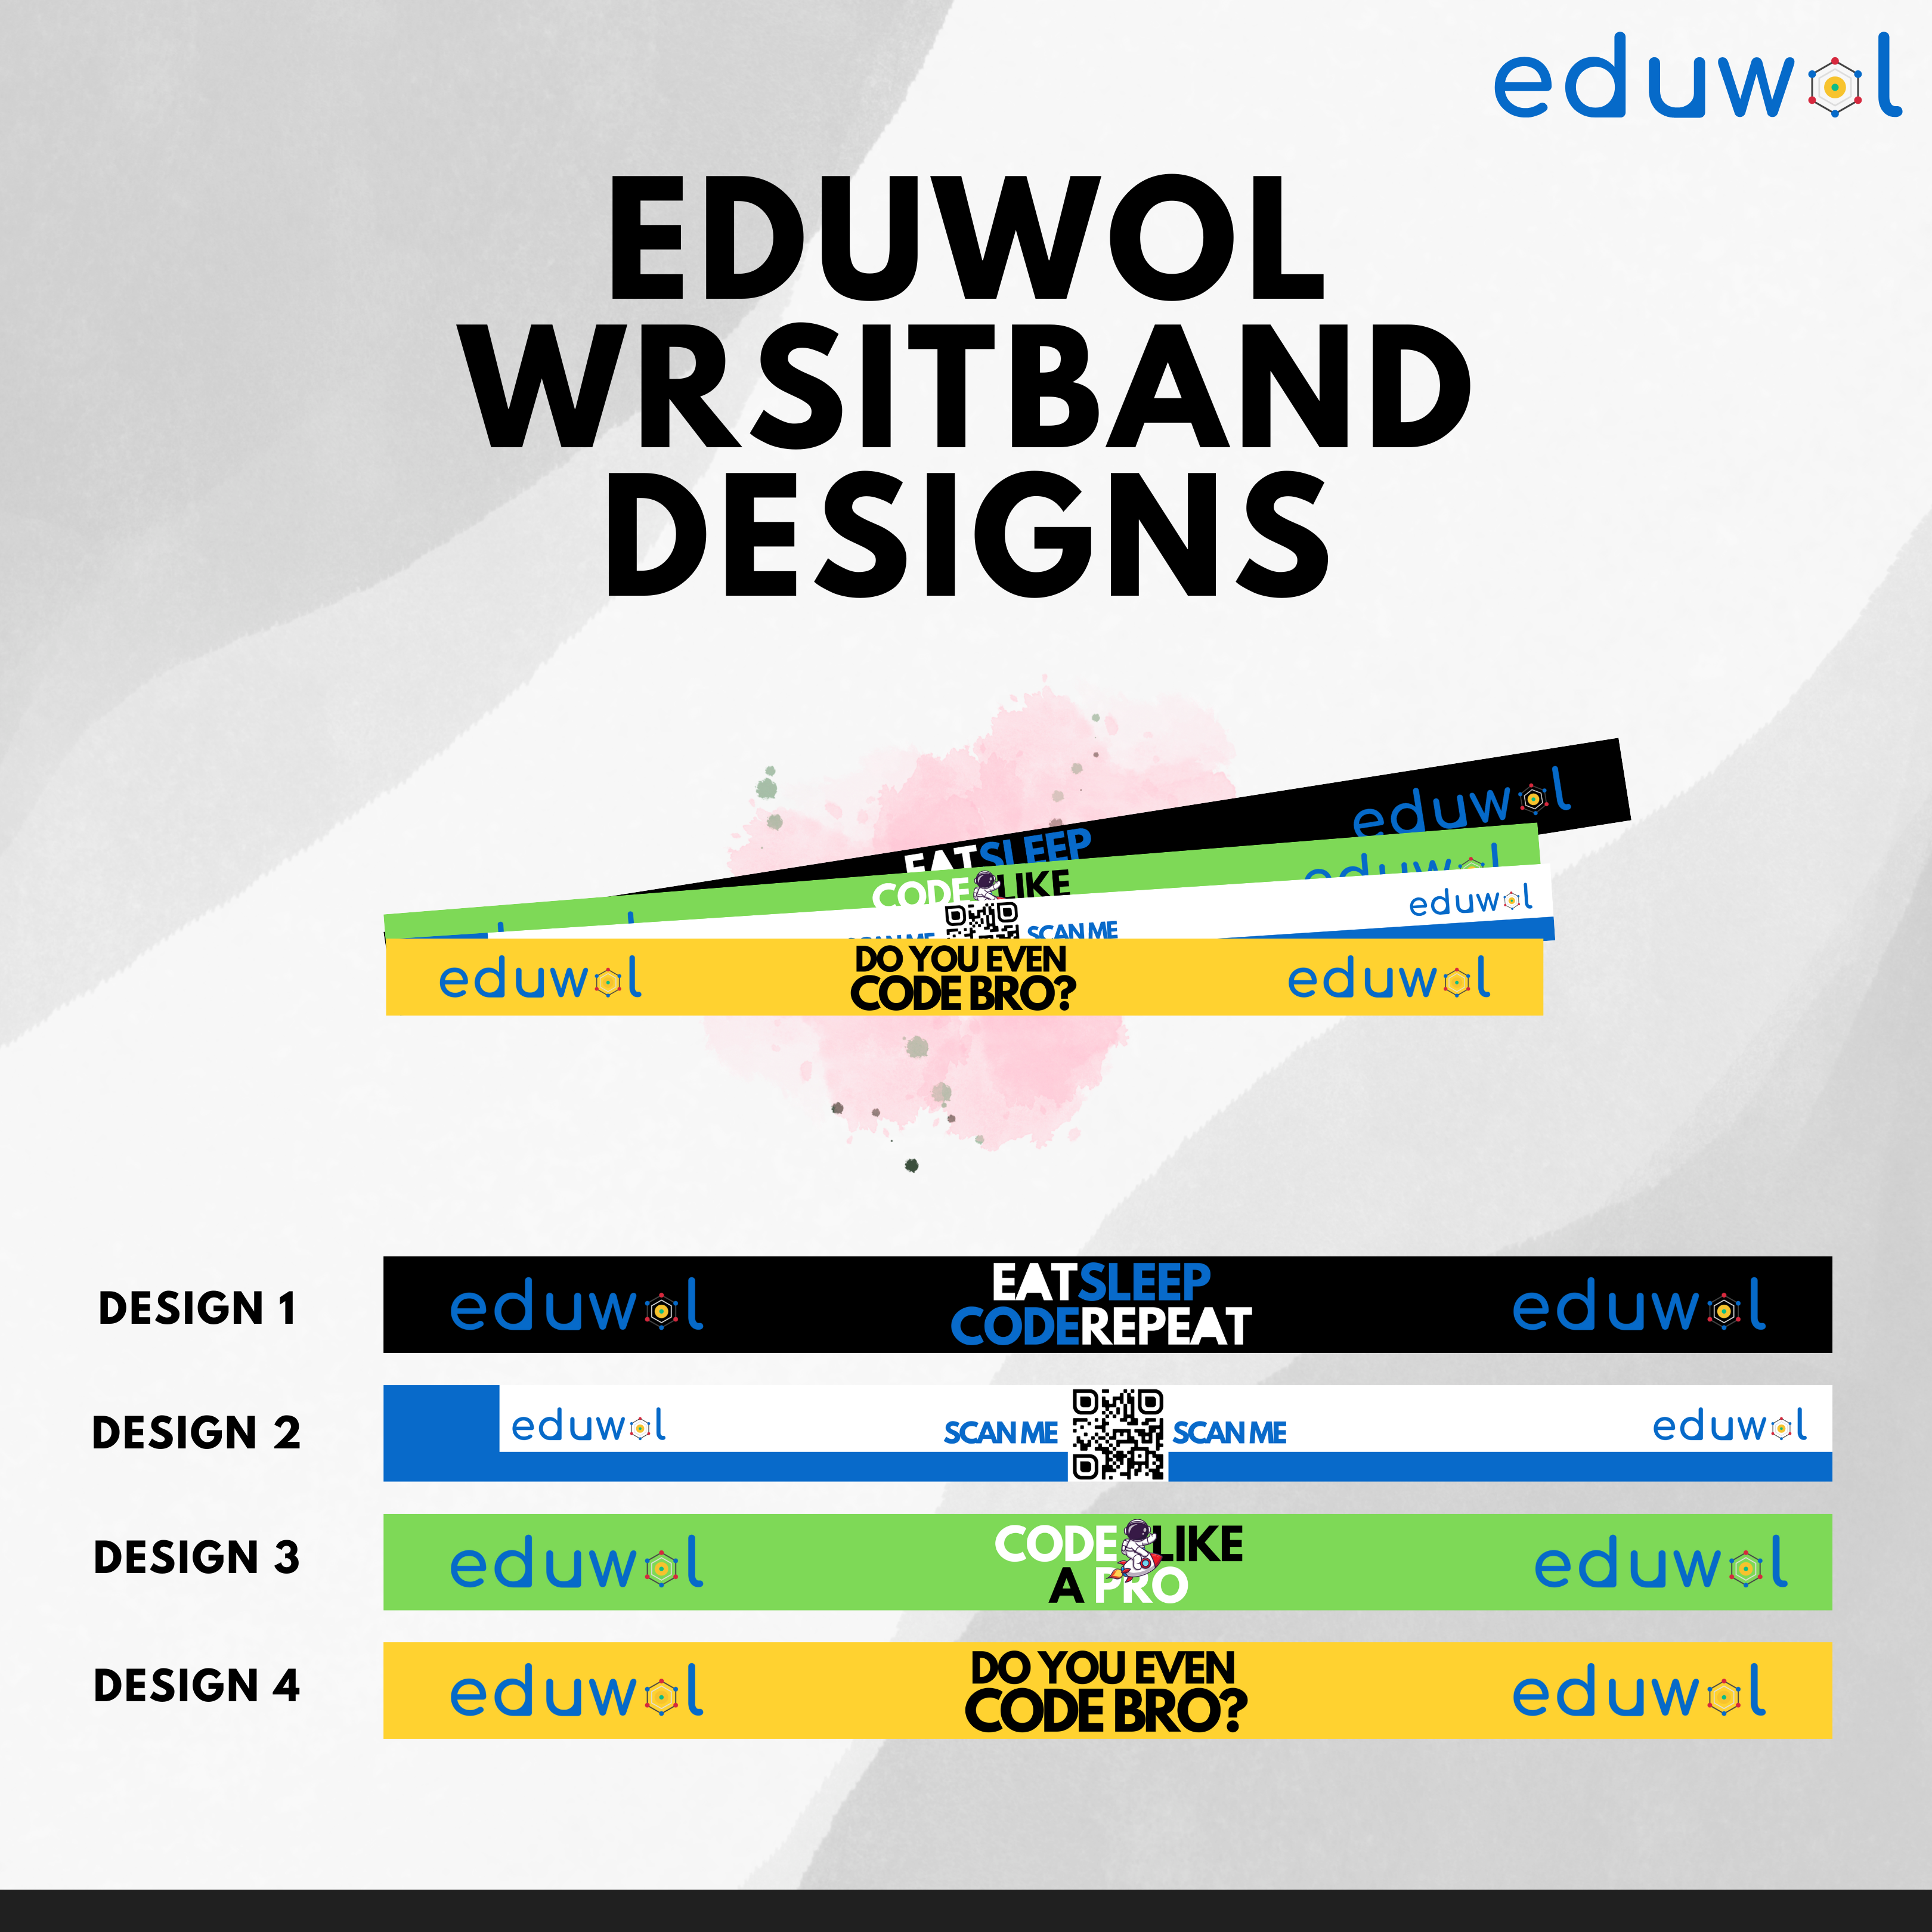 eduwol
EDUWOL
WRSITBAND
DESIGNS
eduwol
EATSLEEP
eduwol
CODE LIKE
eduwol
SCAN ME SCAN ME
eduwol DO YOU EVEN eduwol
CODE BRO?
DESIGN 1 eduwol EATSLEEP eduwol
CODEREPEAT
DESIGN 2 eduwol SCAN ME SCAN ME eduwol
DESIGN 3 eduwol CODE LIKE eduwol
A PRO
DESIGN 4 eduwol DO YOU EVEN eduwol
CODE BRO?